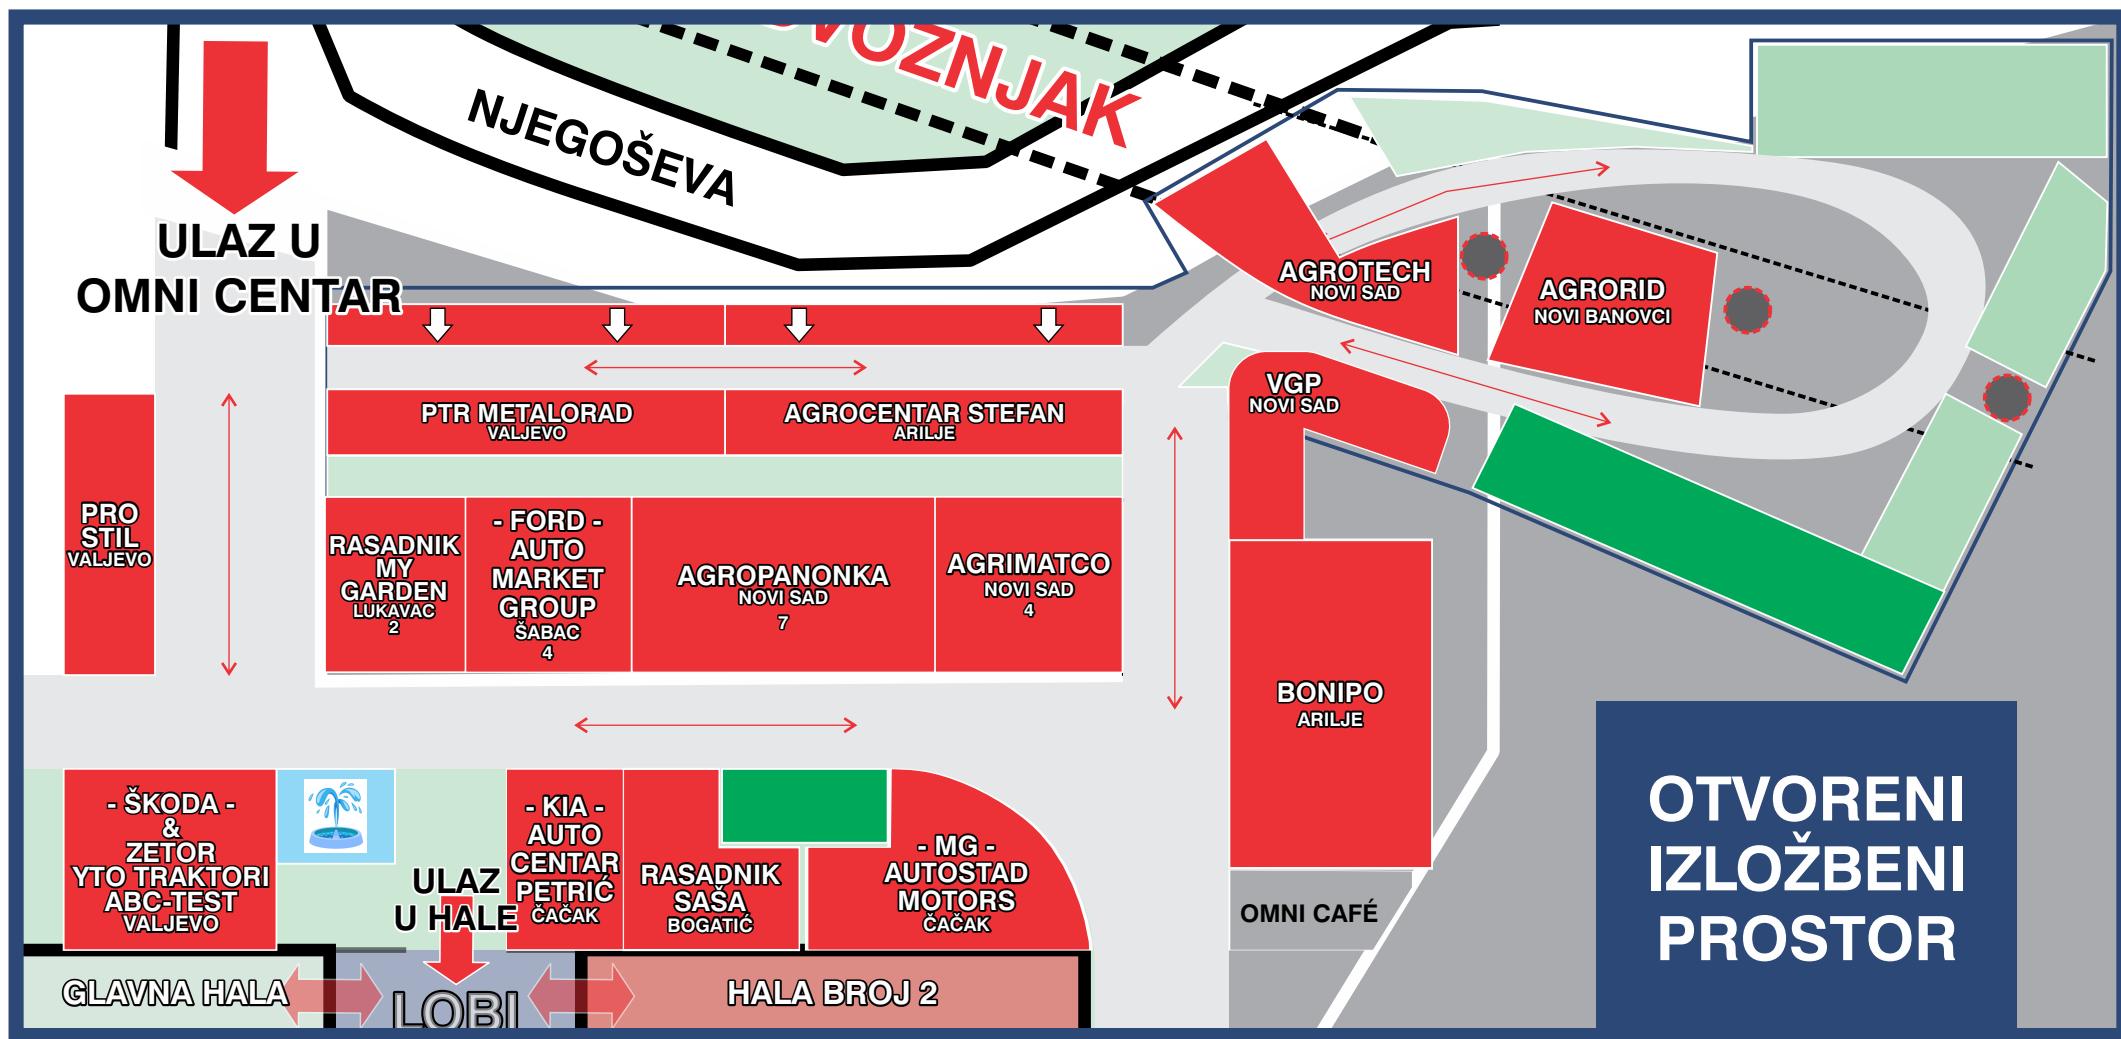 NJEGOŠEVA
ULAZ U
OMNI CENTAR
AGROTECH
NOVI SAD
AGRORID
NOVI BANOVCI
PTR METALORAD
VALJEVO
AGROCENTAR STEFAN
ARILJE
VGP
NOVI SAD
PRO
STIL
VALJEVO
RASADNIK
MY
GARDEN
LUKAVAC
2
- FORD -
AUTO
MARKET
GROUP
ŠABAC
4
AGROPANONKA
NOVI SAD
7
AGRIMATCO
NOVI SAD
4
BONIPO
ARILJE
- ŠKODA -
&
ZETOR
YTO TRAKTORI
ABC-TEST
VALJEVO
ULAZ
U HALE
- KIA -
AUTO
CENTAR
PETRIĆ
ČAČAK
RASADNIK
SAŠA
BOGATIĆ
- MG -
AUTOSTAD
MOTORS
ČAČAK
OMNI CAFÉ
OTVORENI
IZLOŽBENI
PROSTOR
GLAVNA HALA
LOBI
HALA BROJ 2